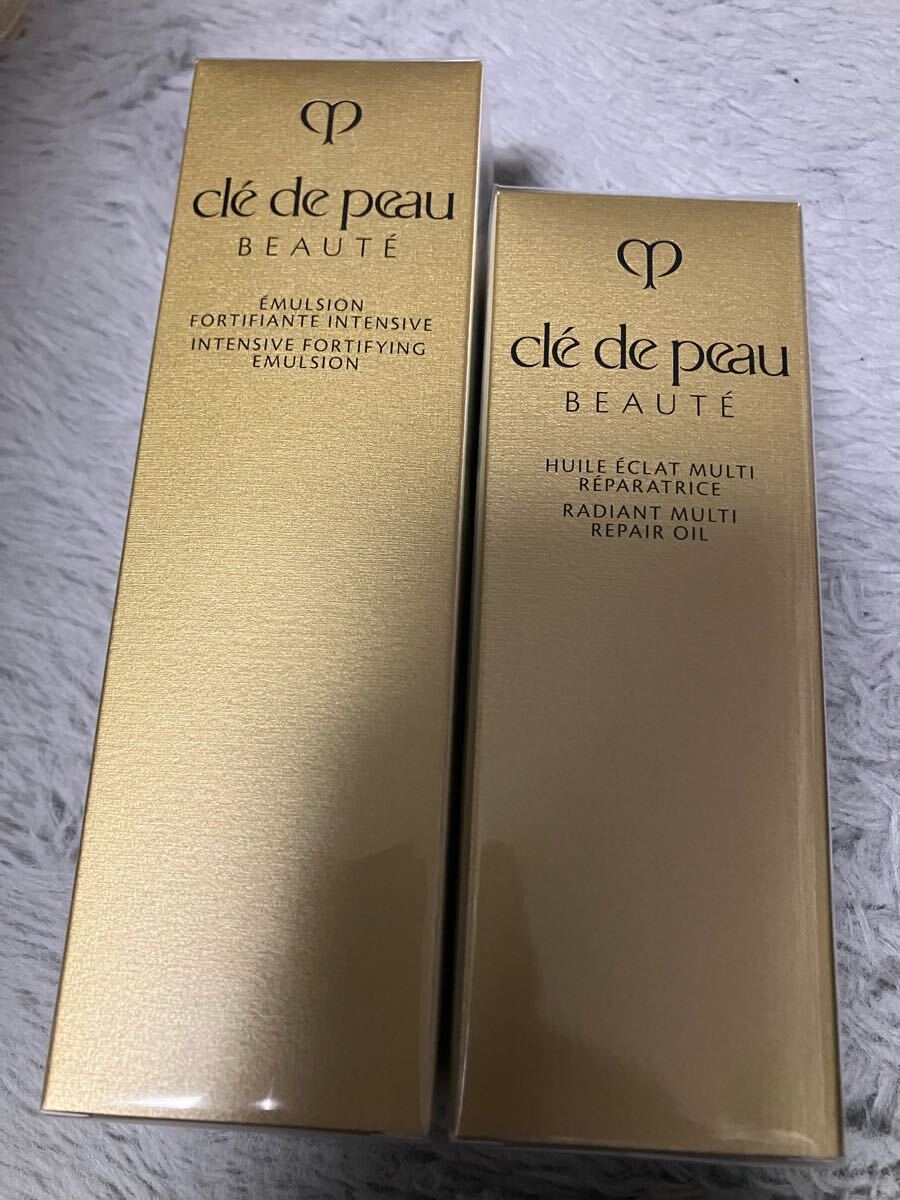 clé de peau
BEAUTÉ
ÉMULSION
FORTIFIANTE INTENSIVE
INTENSIVE FORTIFYING
EMULSION
clé de peau
BEAUTÉ
HUILE ÉCLAT MULTI
RÉPARATRICE
RADIANT MULTI
REPAIR OIL